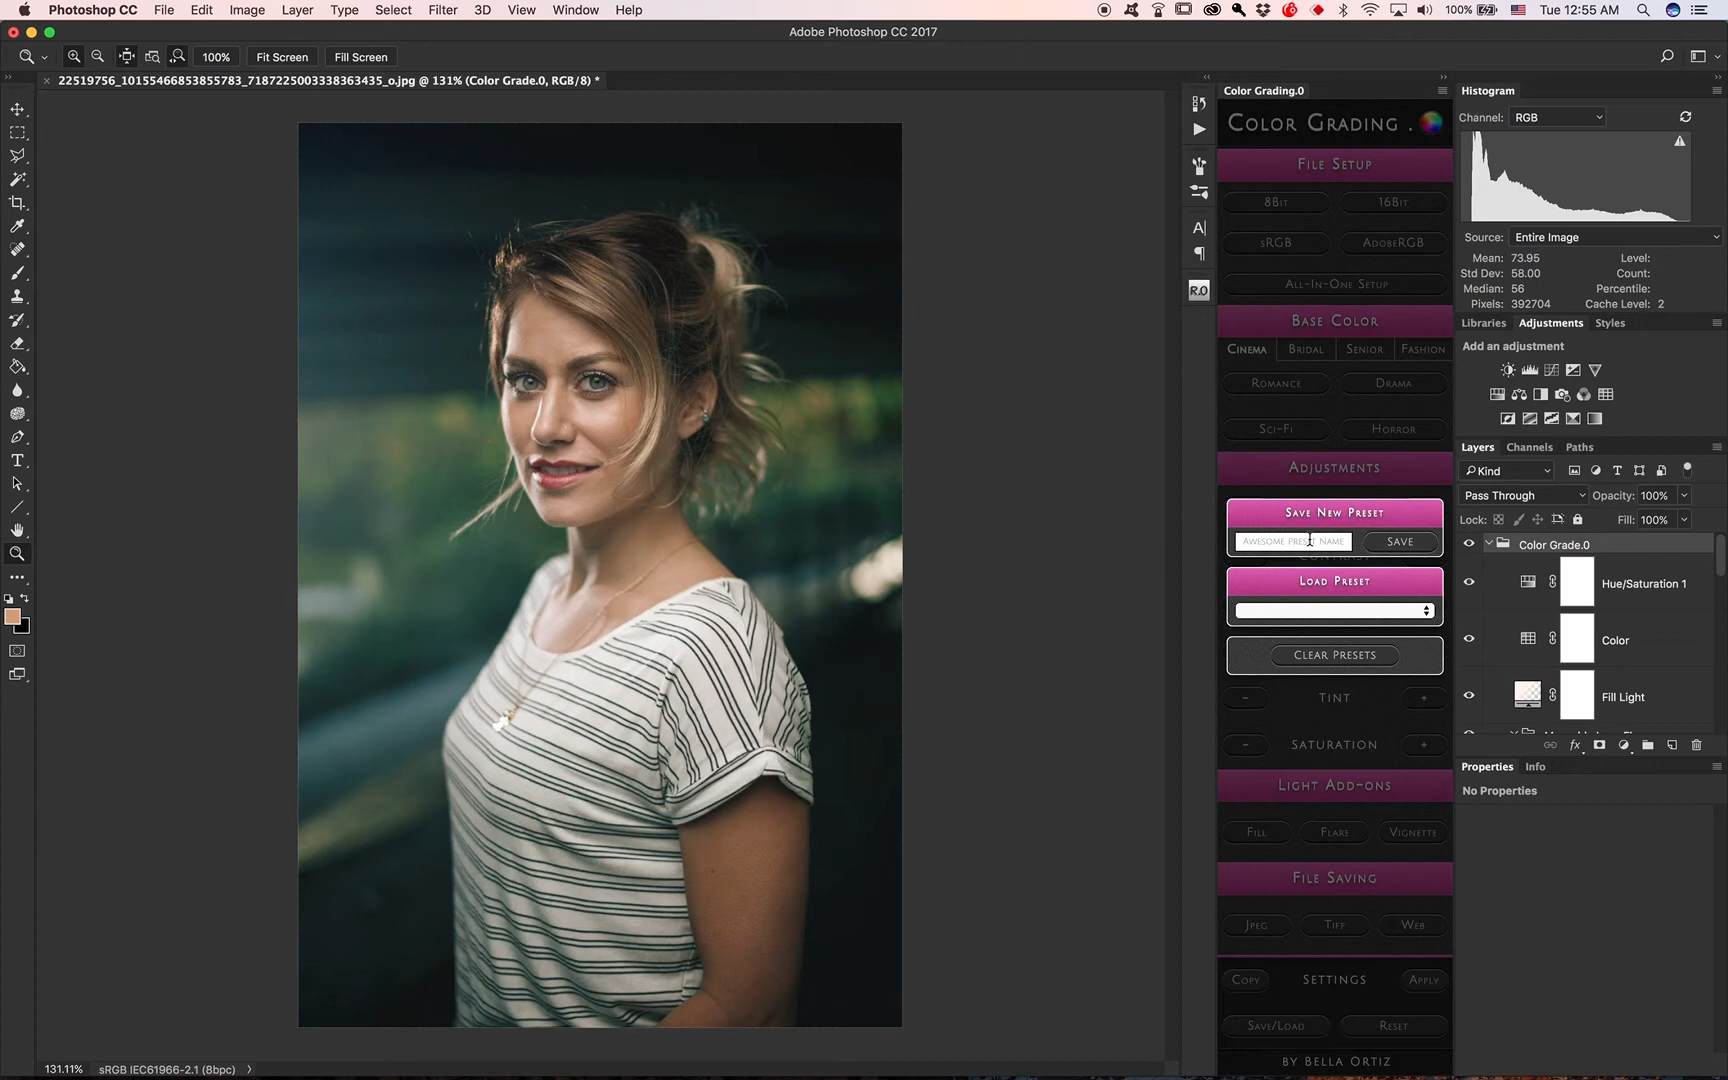 Photoshop CC File Edit Image Layer Type Select Filter 3D View Window Help 100% Tue 12:55 AM
Adobe Photoshop CC 2017
100% Fit Screen Fill Screen
22519756_10155466853855783_7187225003338363435_o.jpg @ 131% (Color Grade.0, RGB/8) *
Color Grading.0
Color Grading .
File Setup
8Bit 16Bit
sRGB AdobeRGB
All-In-One Setup
Base Color
Cinema Bridal Senior Fashion
Romance Drama
Sci-Fi Horror
Adjustments
Save New Preset
Awesome Preset Name SAVE
Contrast
Load Preset
Clear Presets
- Tint +
- Saturation +
Light Add-ons
Fill Flare Vignette
File Saving
Jpeg Tiff Web
Copy Settings Apply
Save/Load Reset
by Bella Ortiz
Histogram
Channel: RGB
Source: Entire Image
Mean: 73.95 Level:
Std Dev: 58.00 Count:
Median: 56 Percentile:
Pixels: 392704 Cache Level: 2
Libraries Adjustments Styles
Add an adjustment
Layers Channels Paths
Kind
Pass Through Opacity: 100%
Lock: Fill: 100%
Color Grade.0
Hue/Saturation 1
Color
Fill Light
Properties Info
No Properties
R.O
131.11% sRGB IEC61966-2.1 (8bpc)